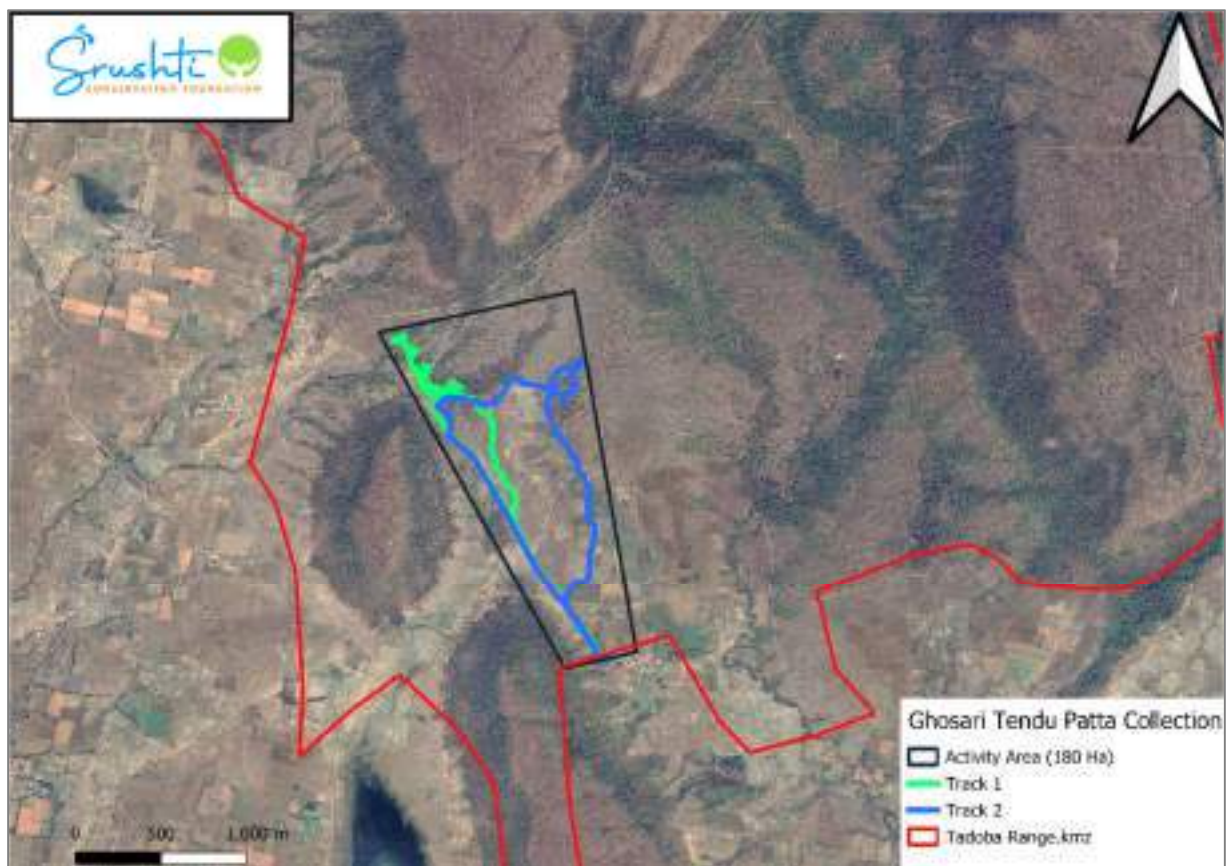 Srushti
CONSERVATION FOUNDATION
Ghosari Tendu Patta Collection
Activity Area (180 Ha)
Track 1
Track 2
Tadoba Range.kmz
0 500 1,000 m